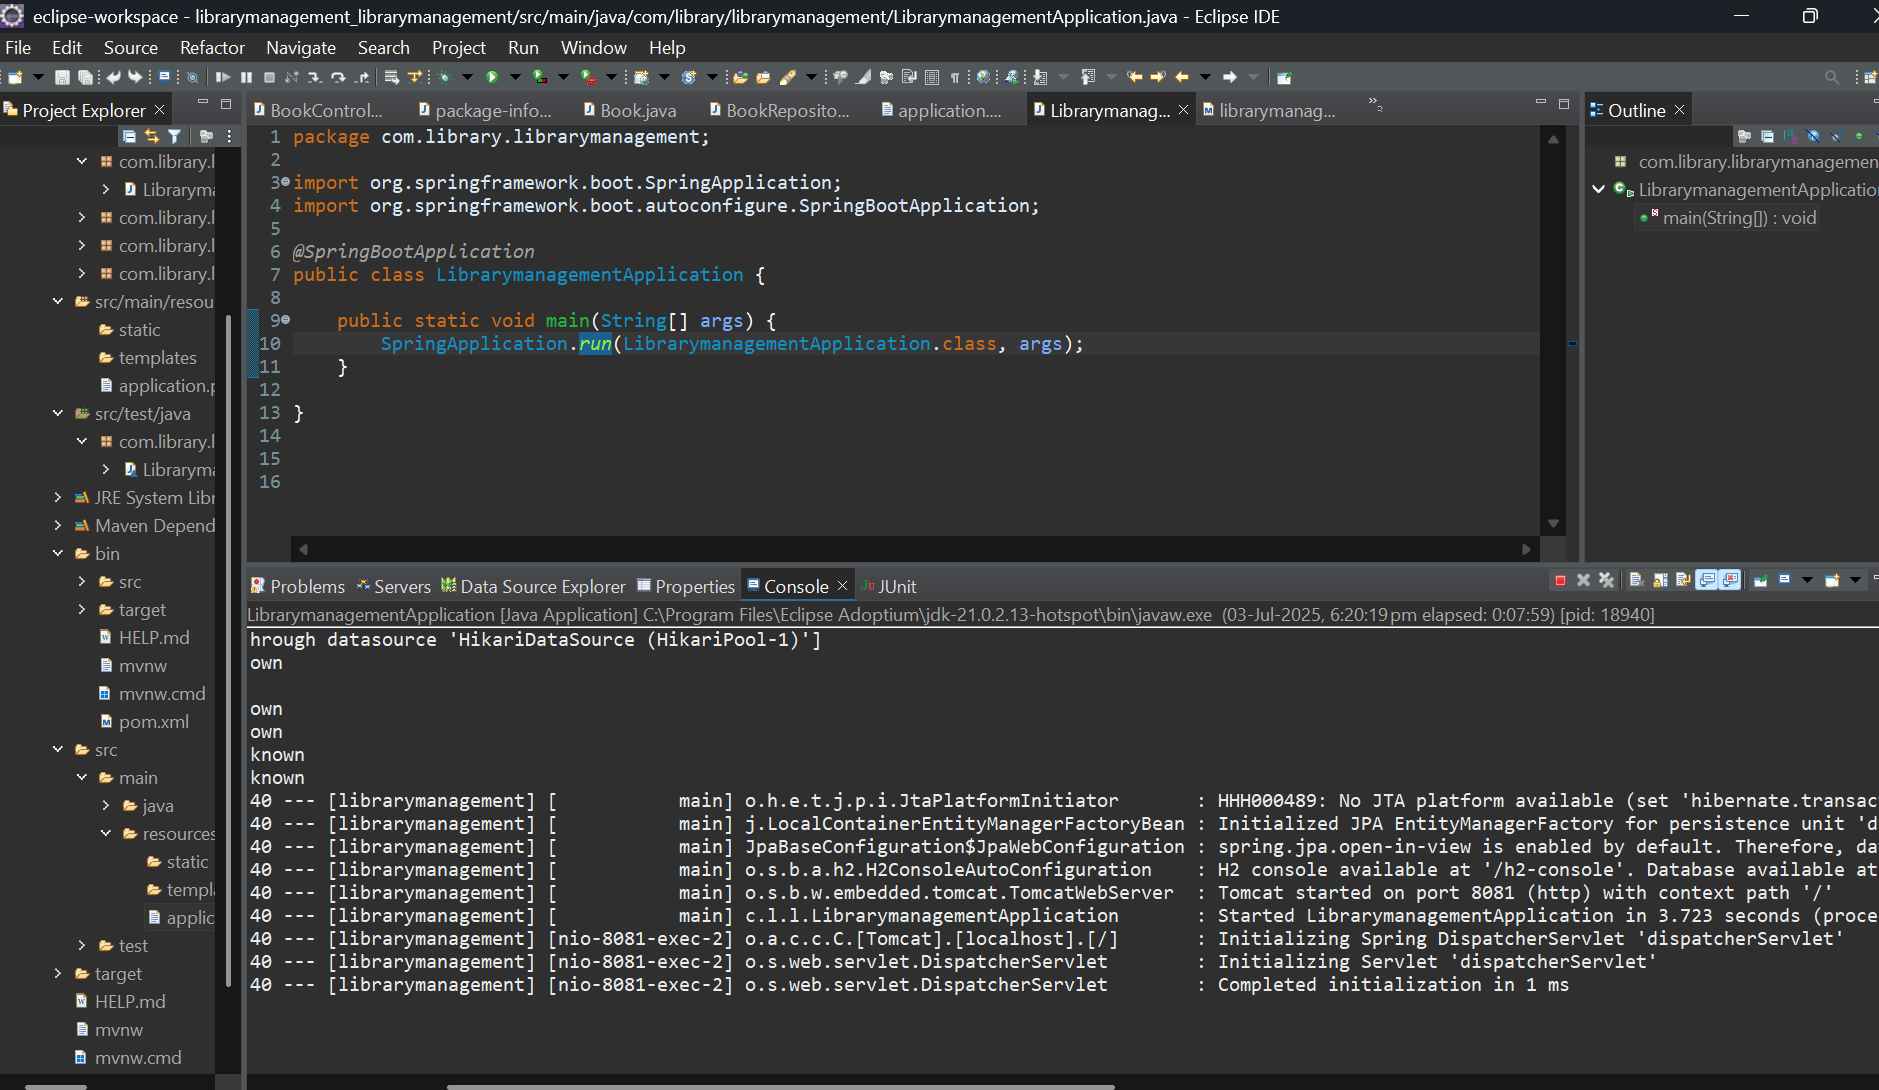 eclipse-workspace - librarymanagement_librarymanagement/src/main/java/com/library/librarymanagement/LibrarymanagementApplication.java - Eclipse IDE
File Edit Source Refactor Navigate Search Project Run Window Help
Project Explorer
com.library.l
Libraryma
com.library.l
com.library.l
com.library.l
src/main/resou
static
templates
application.p
src/test/java
com.library.l
Libraryma
JRE System Libr
Maven Depend
bin
src
target
HELP.md
mvnw
mvnw.cmd
pom.xml
src
main
java
resources
static
templa
applic
test
target
HELP.md
mvnw
mvnw.cmd
BookControl... package-info... Book.java BookReposito... application.... Librarymanag... librarymanag... »2
1 package com.library.librarymanagement;
2
3 import org.springframework.boot.SpringApplication;
4 import org.springframework.boot.autoconfigure.SpringBootApplication;
5
6 @SpringBootApplication
7 public class LibrarymanagementApplication {
8
9 public static void main(String[] args) {
10 SpringApplication.run(LibrarymanagementApplication.class, args);
11 }
12
13 }
14
15
16
Outline
com.library.librarymanagemen
LibrarymanagementApplicatio
main(String[]) : void
Problems Servers Data Source Explorer Properties Console JUnit
LibrarymanagementApplication [Java Application] C:\Program Files\Eclipse Adoptium\jdk-21.0.2.13-hotspot\bin\javaw.exe (03-Jul-2025, 6:20:19 pm elapsed: 0:07:59) [pid: 18940]
hrough datasource 'HikariDataSource (HikariPool-1)']
own
own
own
known
known
40 --- [librarymanagement] [ main] o.h.e.t.j.p.i.JtaPlatformInitiator : HHH000489: No JTA platform available (set 'hibernate.transac
40 --- [librarymanagement] [ main] j.LocalContainerEntityManagerFactoryBean : Initialized JPA EntityManagerFactory for persistence unit 'd
40 --- [librarymanagement] [ main] JpaBaseConfiguration$JpaWebConfiguration : spring.jpa.open-in-view is enabled by default. Therefore, da
40 --- [librarymanagement] [ main] o.s.b.a.h2.H2ConsoleAutoConfiguration : H2 console available at '/h2-console'. Database available at
40 --- [librarymanagement] [ main] o.s.b.w.embedded.tomcat.TomcatWebServer : Tomcat started on port 8081 (http) with context path '/'
40 --- [librarymanagement] [ main] c.l.l.LibrarymanagementApplication : Started LibrarymanagementApplication in 3.723 seconds (proce
40 --- [librarymanagement] [nio-8081-exec-2] o.a.c.c.C.[Tomcat].[localhost].[/] : Initializing Spring DispatcherServlet 'dispatcherServlet'
40 --- [librarymanagement] [nio-8081-exec-2] o.s.web.servlet.DispatcherServlet : Initializing Servlet 'dispatcherServlet'
40 --- [librarymanagement] [nio-8081-exec-2] o.s.web.servlet.DispatcherServlet : Completed initialization in 1 ms